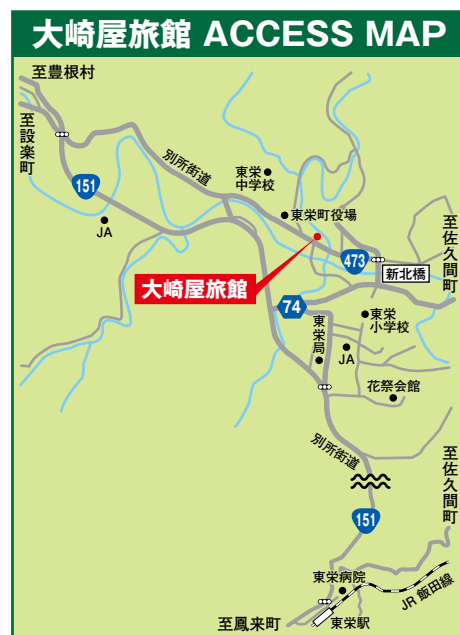 大崎屋旅館 ACCESS MAP
至豊根村
至設楽町
151
別所街道
東栄
中学校
東栄町役場
JA
473
至佐久間町
新北橋
大崎屋旅館
74
東栄局
東栄
小学校
JA
花祭会館
別所街道
至佐久間町
151
東栄病院
JR 飯田線
至鳳来町
東栄駅